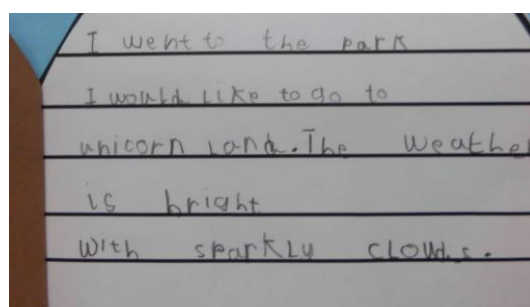 I went to the park
I would like to go to
unicorn land. The weather
is bright
with sparkly clouds.